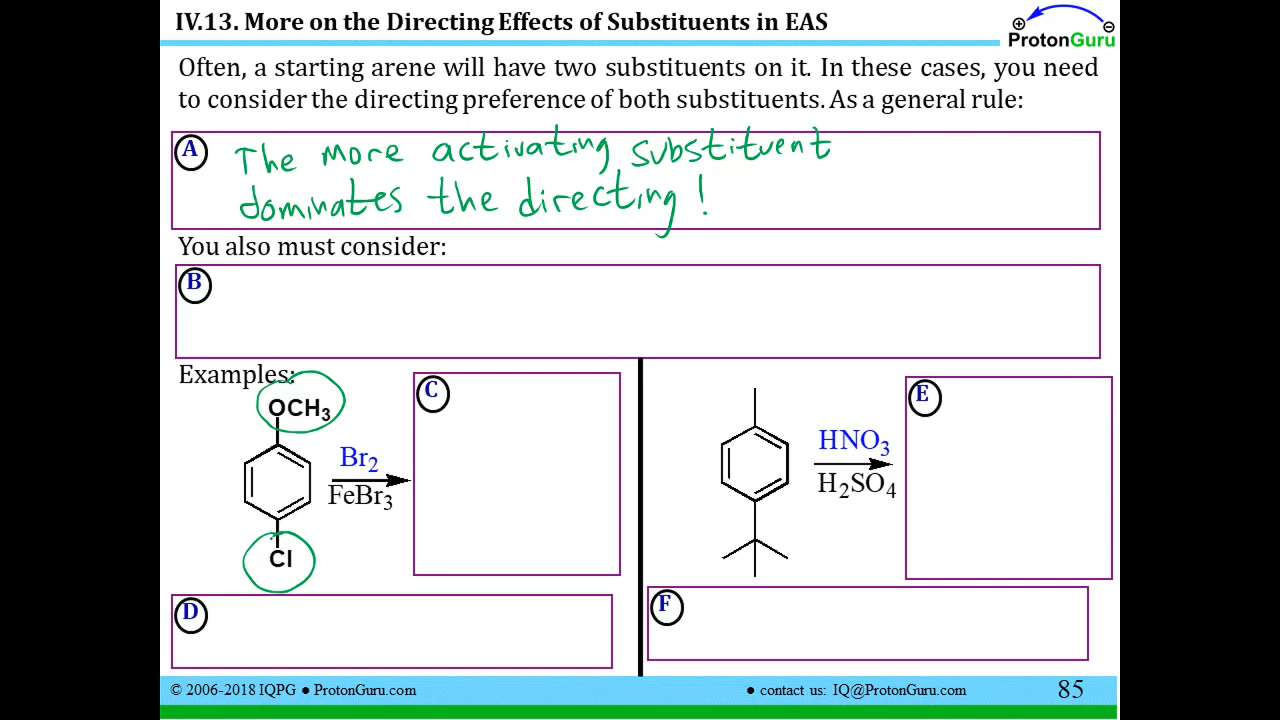 IV.13. More on the Directing Effects of Substituents in EAS
ProtonGuru
Often, a starting arene will have two substituents on it. In these cases, you need
to consider the directing preference of both substituents. As a general rule:
A
The more activating substituent
dominates the directing!
You also must consider:
B
Examples:
OCH3
Cl
Br2
FeBr3
C
D
HNO3
H2SO4
E
F
© 2006-2018 IQPG ● ProtonGuru.com
● contact us: IQ@ProtonGuru.com
85